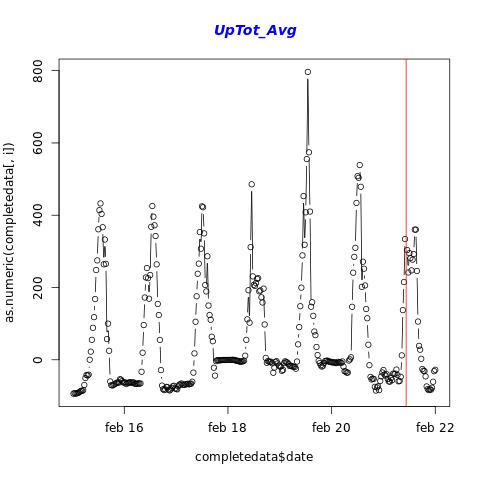 UpTot_Avg
as.numeric(completedata[, i])
800
600
400
200
0
feb 16
feb 18
feb 20
feb 22
completedata$date